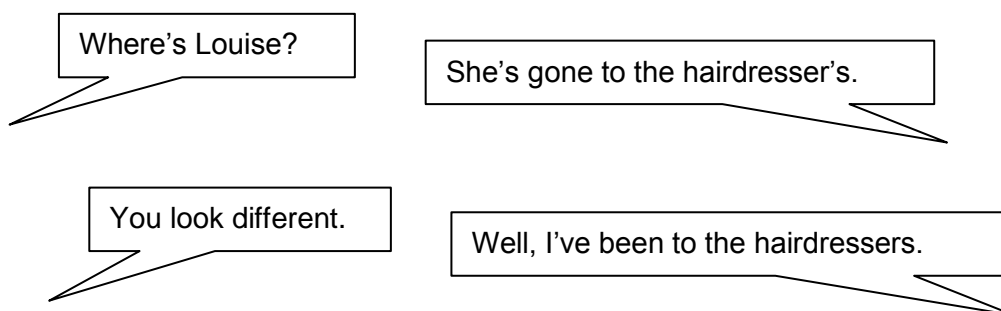 Where’s Louise?
She’s gone to the hairdresser’s.
You look different.
Well, I’ve been to the hairdressers.